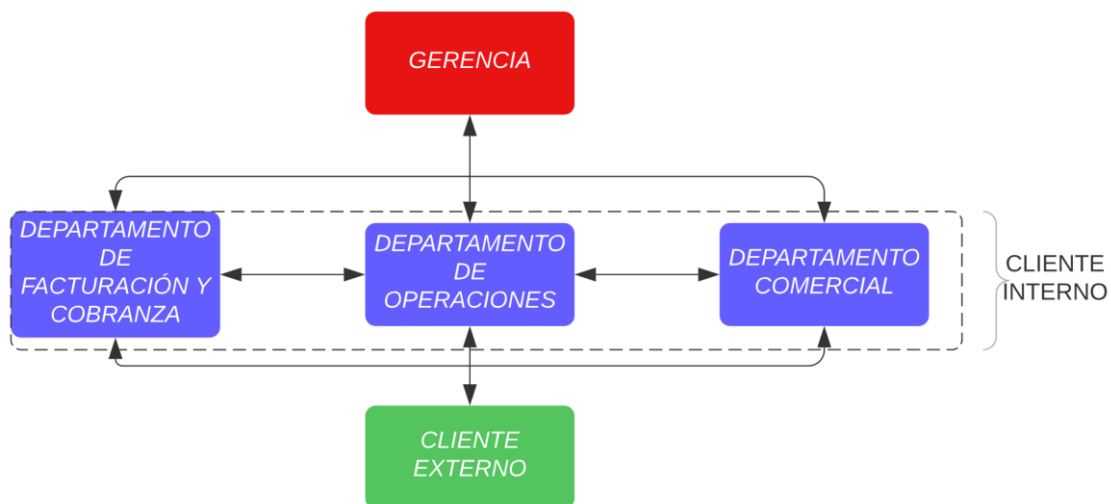 GERENCIA
DEPARTAMENTO
DE
FACTURACIÓN Y
COBRANZA
DEPARTAMENTO
DE
OPERACIONES
DEPARTAMENTO
COMERCIAL
CLIENTE
INTERNO
CLIENTE
EXTERNO